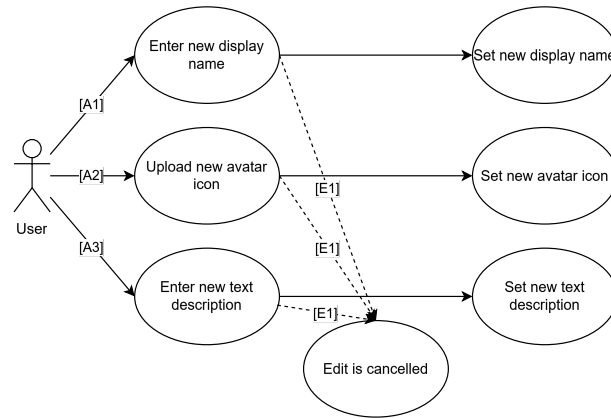 Enter new display
name
Set new display name
[A1]
Upload new avatar
icon
Set new avatar icon
[A2]
[E1]
User
[A3]
[E1]
Enter new text
description
Set new text
description
[E1]
Edit is cancelled